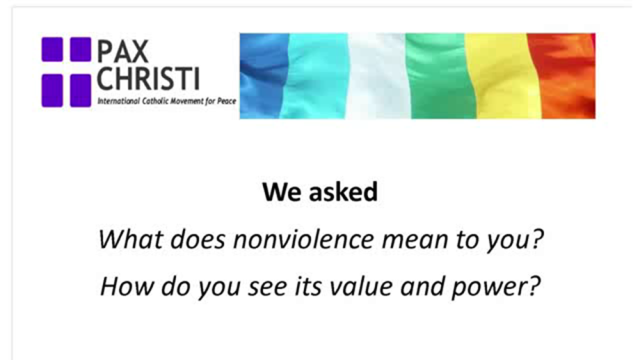 PAX
CHRISTI
International Catholic Movement for Peace
We asked
What does nonviolence mean to you?
How do you see its value and power?